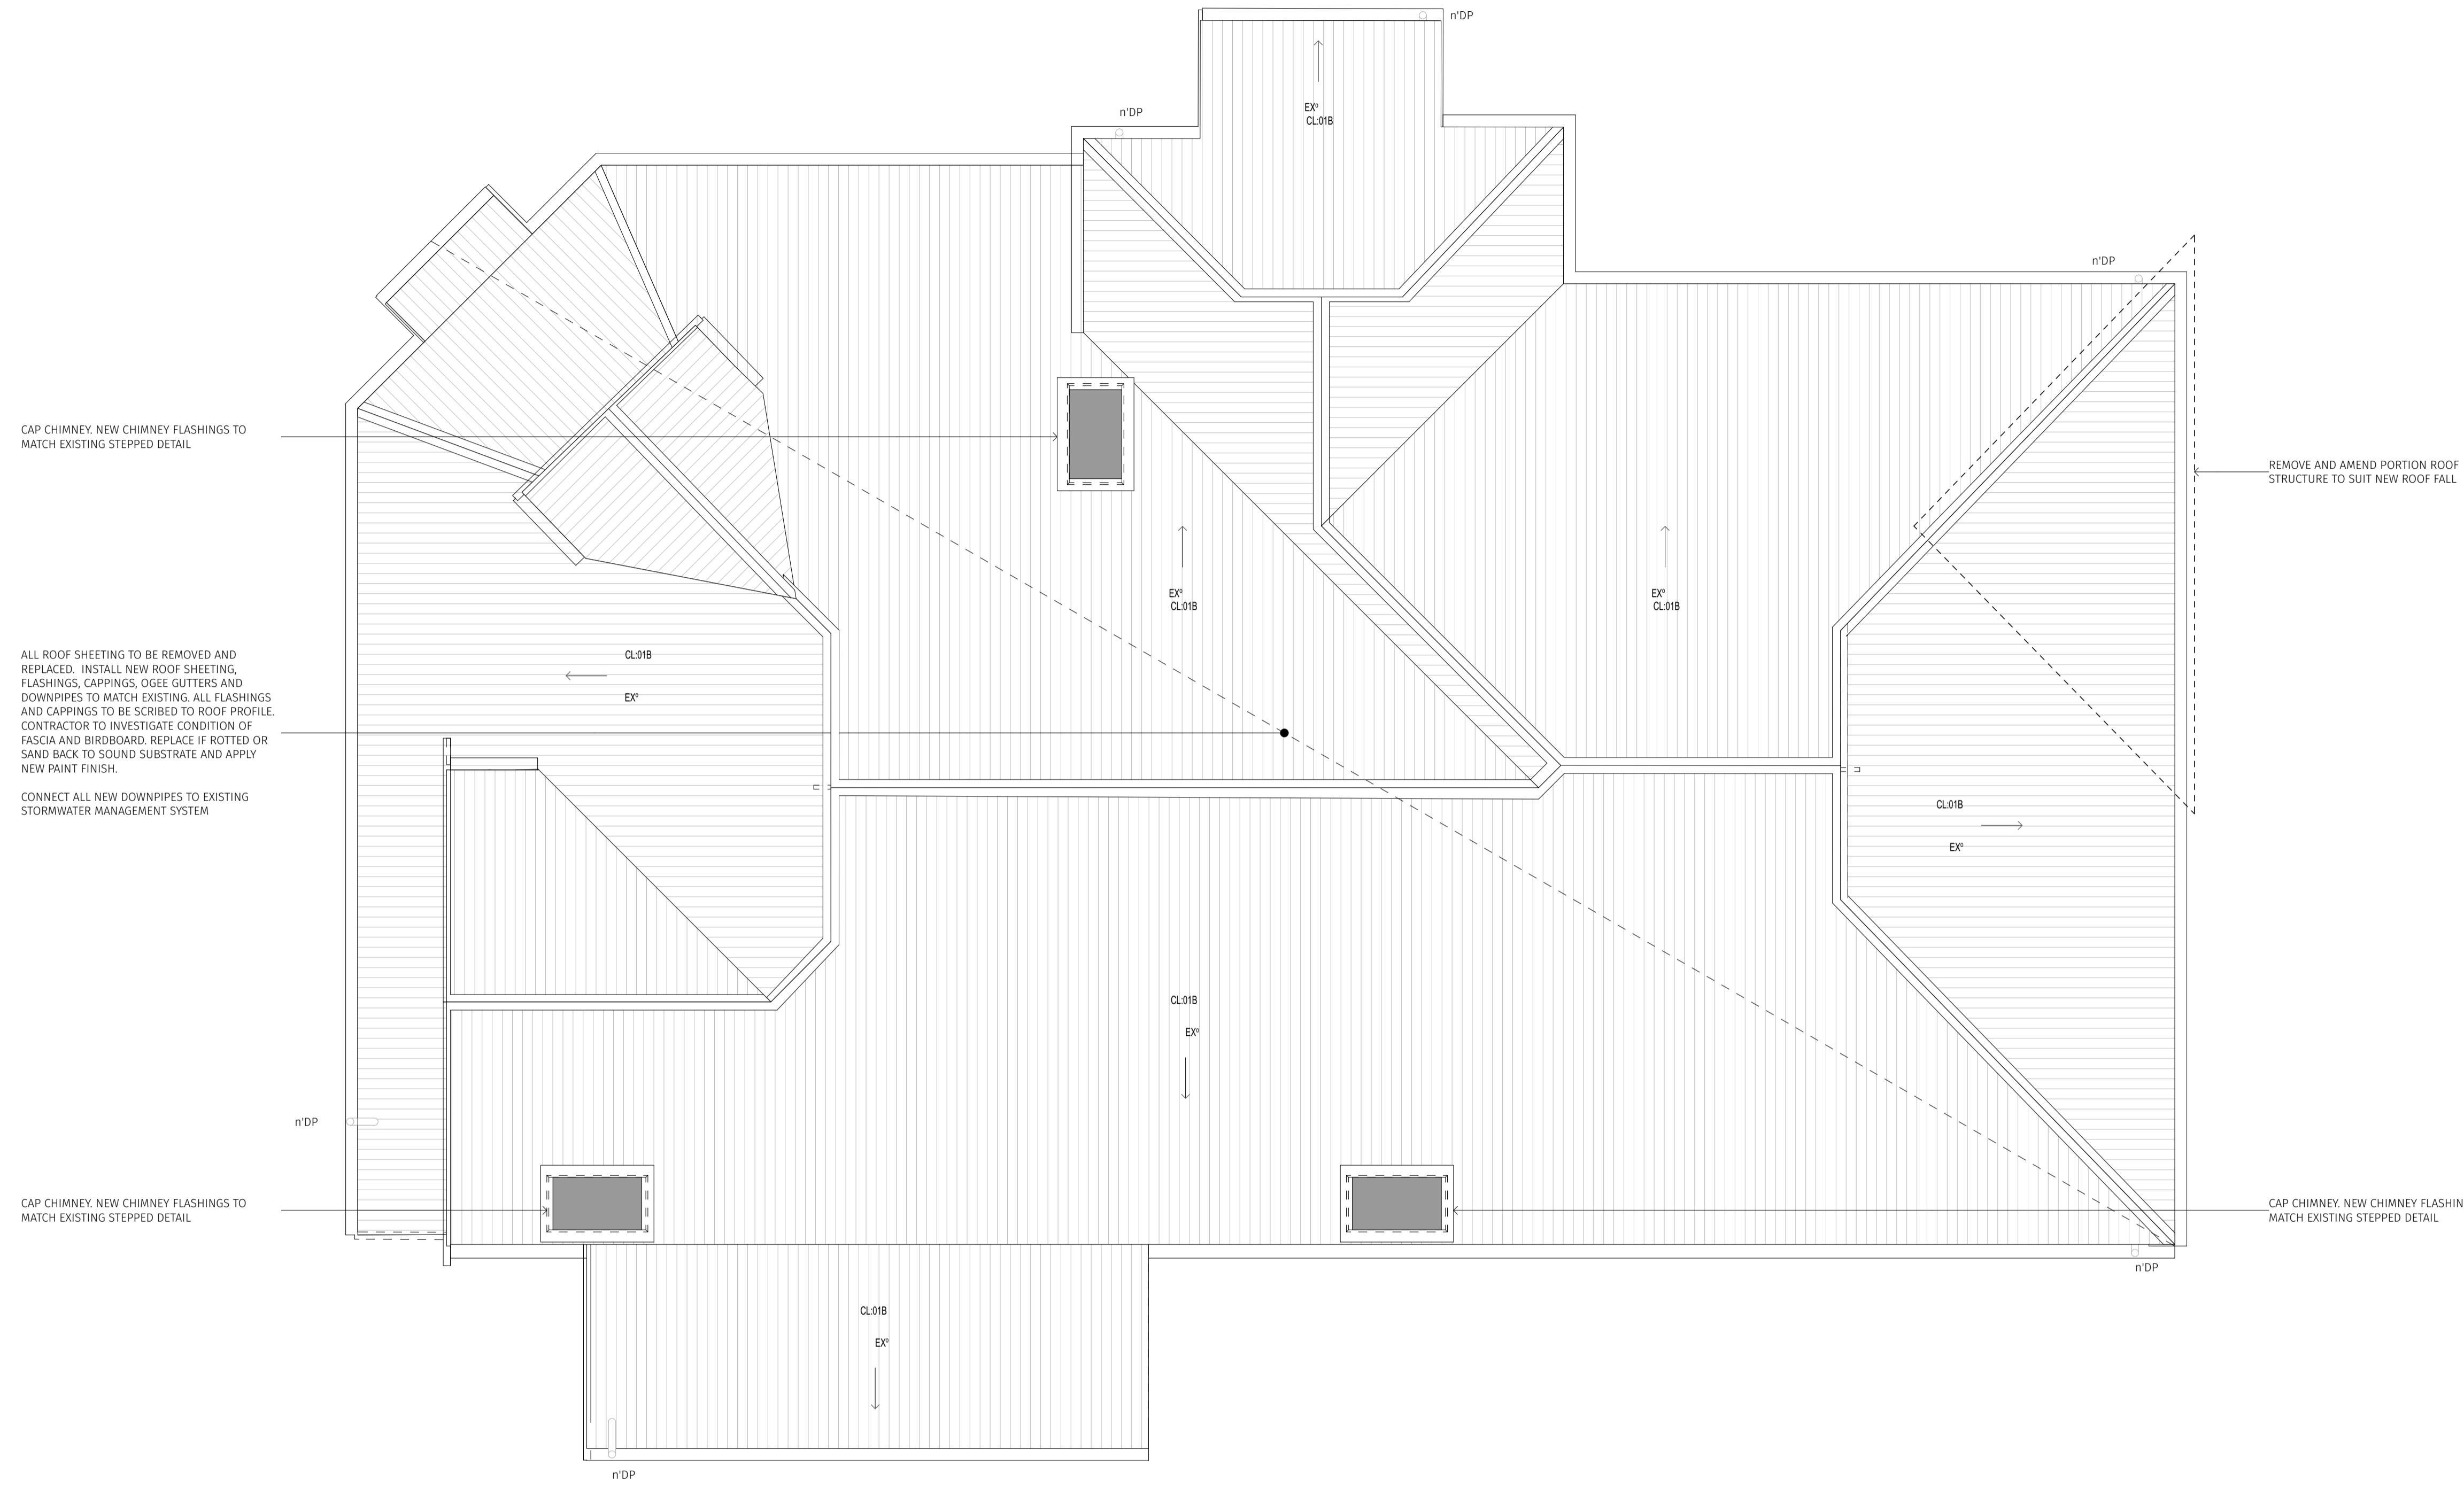 n'DP
n'DP
EXº
CL:01B
n'DP
CAP CHIMNEY. NEW CHIMNEY FLASHINGS TO
MATCH EXISTING STEPPED DETAIL
REMOVE AND AMEND PORTION ROOF
STRUCTURE TO SUIT NEW ROOF FALL
EXº
CL:01B
EXº
CL:01B
ALL ROOF SHEETING TO BE REMOVED AND
REPLACED. INSTALL NEW ROOF SHEETING,
FLASHINGS, CAPPINGS, OGEE GUTTERS AND
DOWNPIPES TO MATCH EXISTING. ALL FLASHINGS
AND CAPPINGS TO BE SCRIBED TO ROOF PROFILE.
CONTRACTOR TO INVESTIGATE CONDITION OF
FASCIA AND BIRDBOARD. REPLACE IF ROTTED OR
SAND BACK TO SOUND SUBSTRATE AND APPLY
NEW PAINT FINISH.
CONNECT ALL NEW DOWNPIPES TO EXISTING
STORMWATER MANAGEMENT SYSTEM
CL:01B
EXº
CL:01B
EXº
CL:01B
EXº
n'DP
CAP CHIMNEY. NEW CHIMNEY FLASHINGS TO
MATCH EXISTING STEPPED DETAIL
CAP CHIMNEY. NEW CHIMNEY FLASHIN
MATCH EXISTING STEPPED DETAIL
n'DP
CL:01B
EXº
n'DP